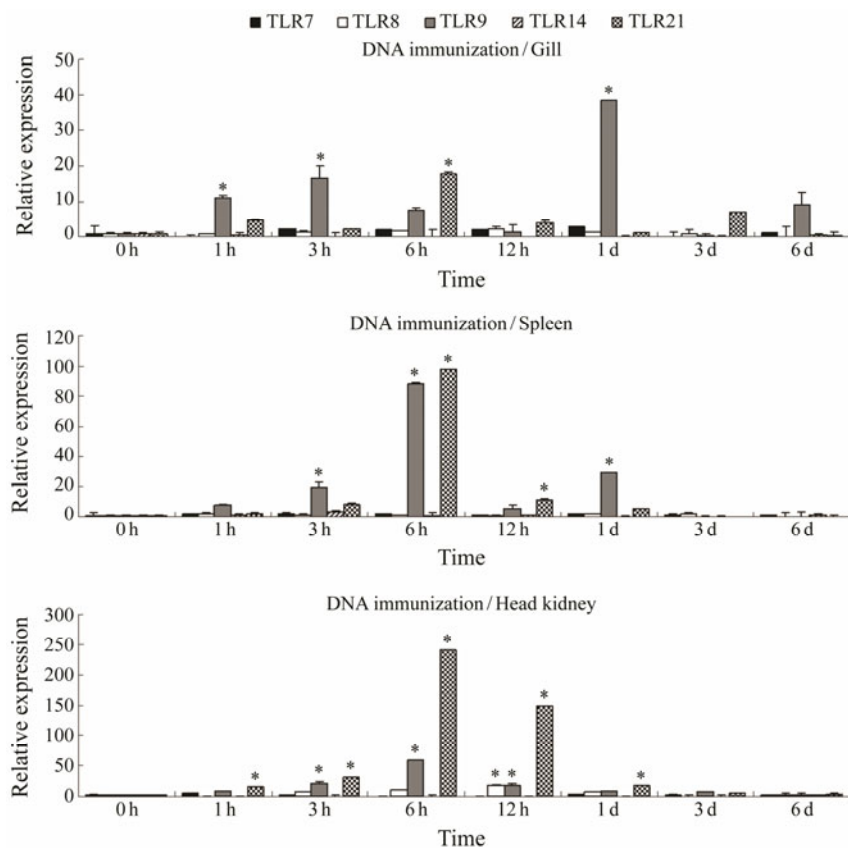 TLR7 TLR8 TLR9 TLR14 TLR21
DNA immunization / Gill
Relative expression
50
40
30
20
10
0
0 h 1 h 3 h 6 h 12 h 1 d 3 d 6 d
* * * *
Time
DNA immunization / Spleen
Relative expression
120
100
80
60
40
20
0
0 h 1 h 3 h 6 h 12 h 1 d 3 d 6 d
* * * * *
Time
DNA immunization / Head kidney
Relative expression
300
250
200
150
100
50
0
0 h 1 h 3 h 6 h 12 h 1 d 3 d 6 d
* * * * * * * * *
Time